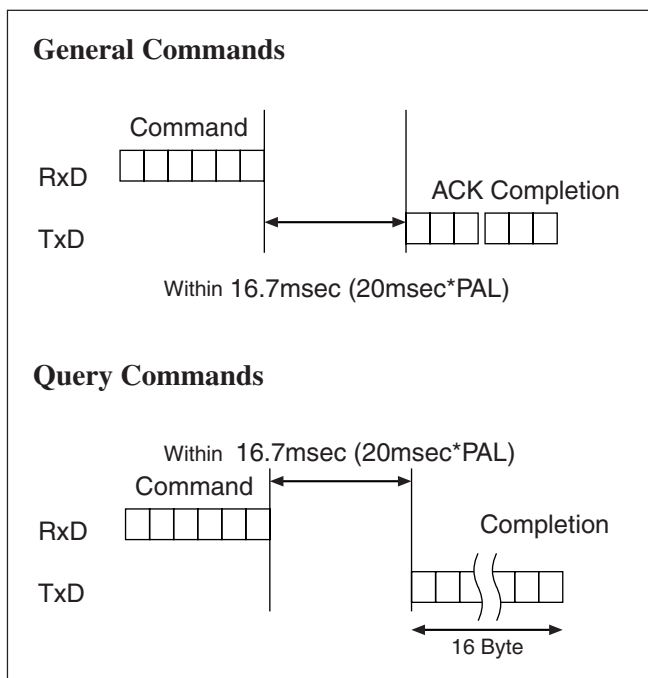 General Commands
Command
RxD
ACK Completion
TxD
Within 16.7msec (20msec*PAL)
Query Commands
Within 16.7msec (20msec*PAL)
Command
RxD
Completion
TxD
16 Byte